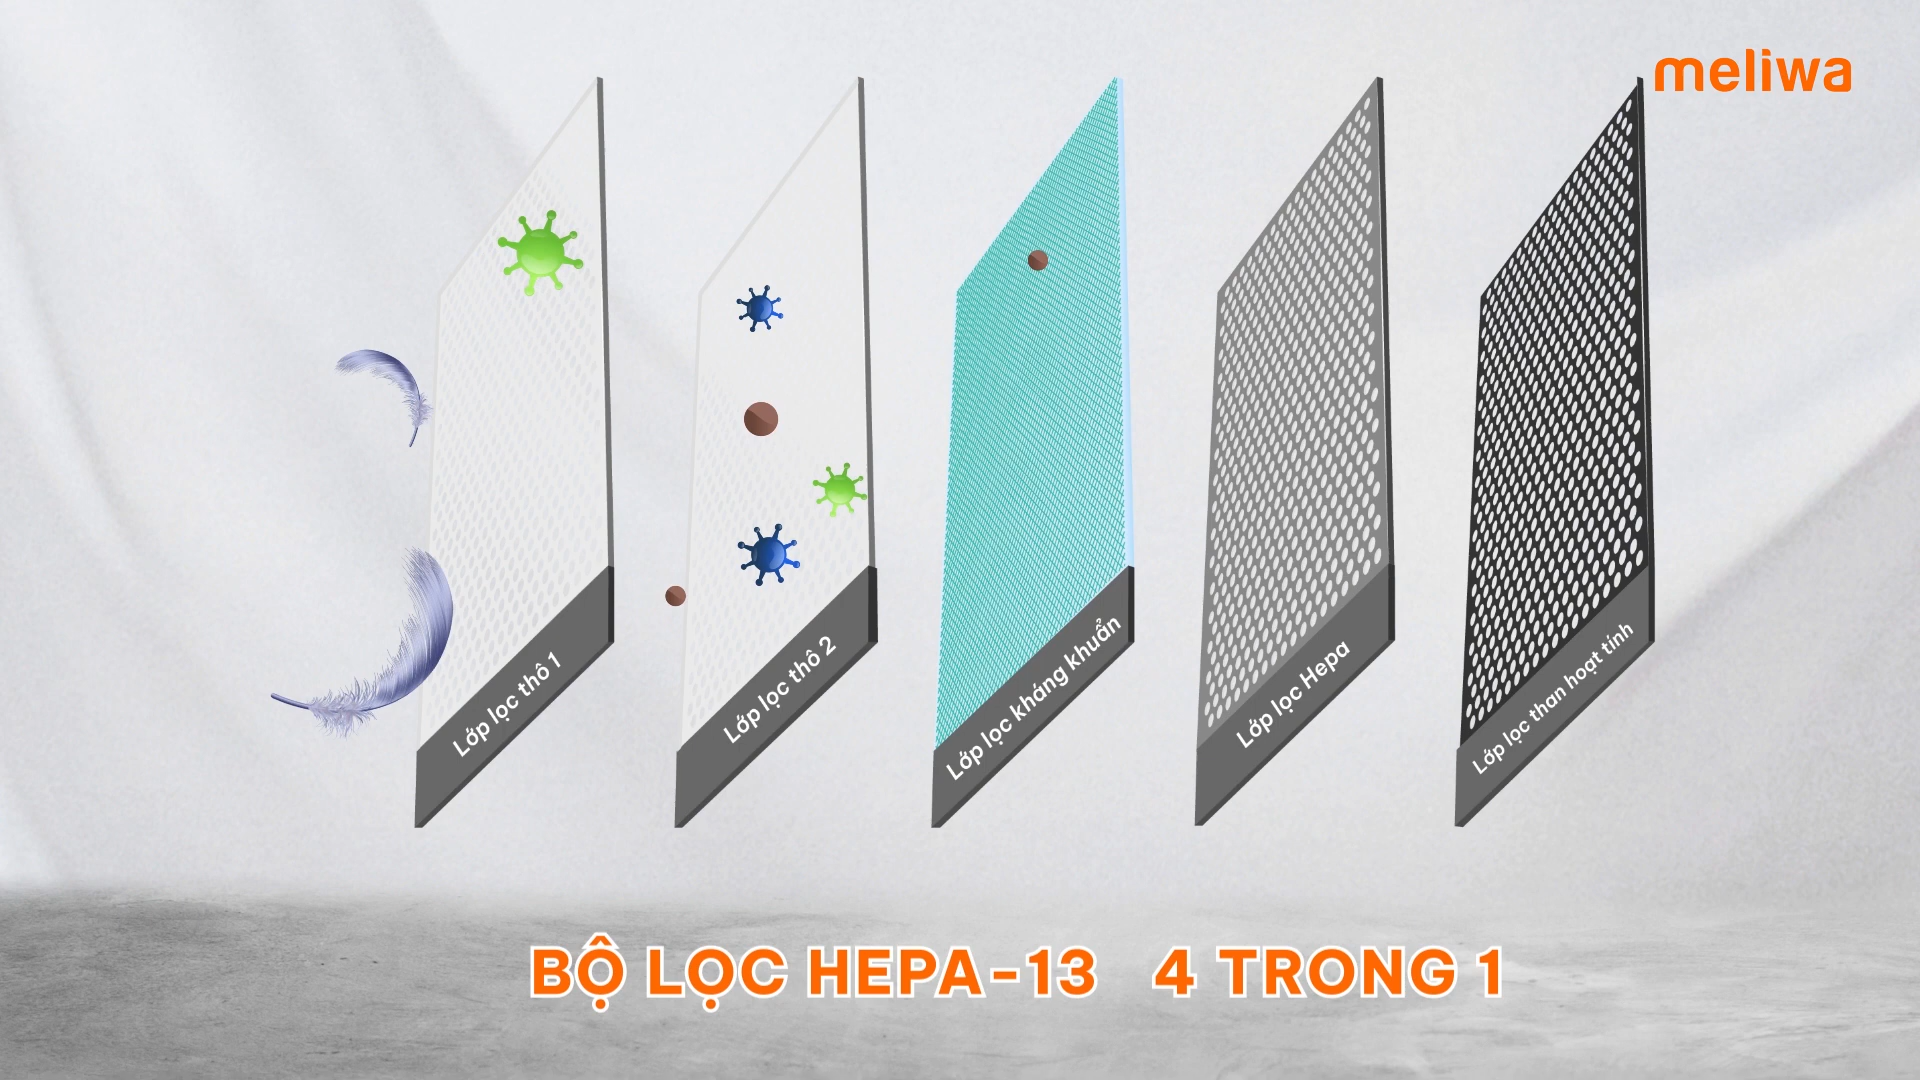 meliwa
Lớp lọc thô 1
Lớp lọc thô 2
Lớp lọc kháng khuẩn
Lớp lọc Hepa
Lớp lọc than hoạt tính
BỘ LỌC HEPA-13 4 TRONG 1